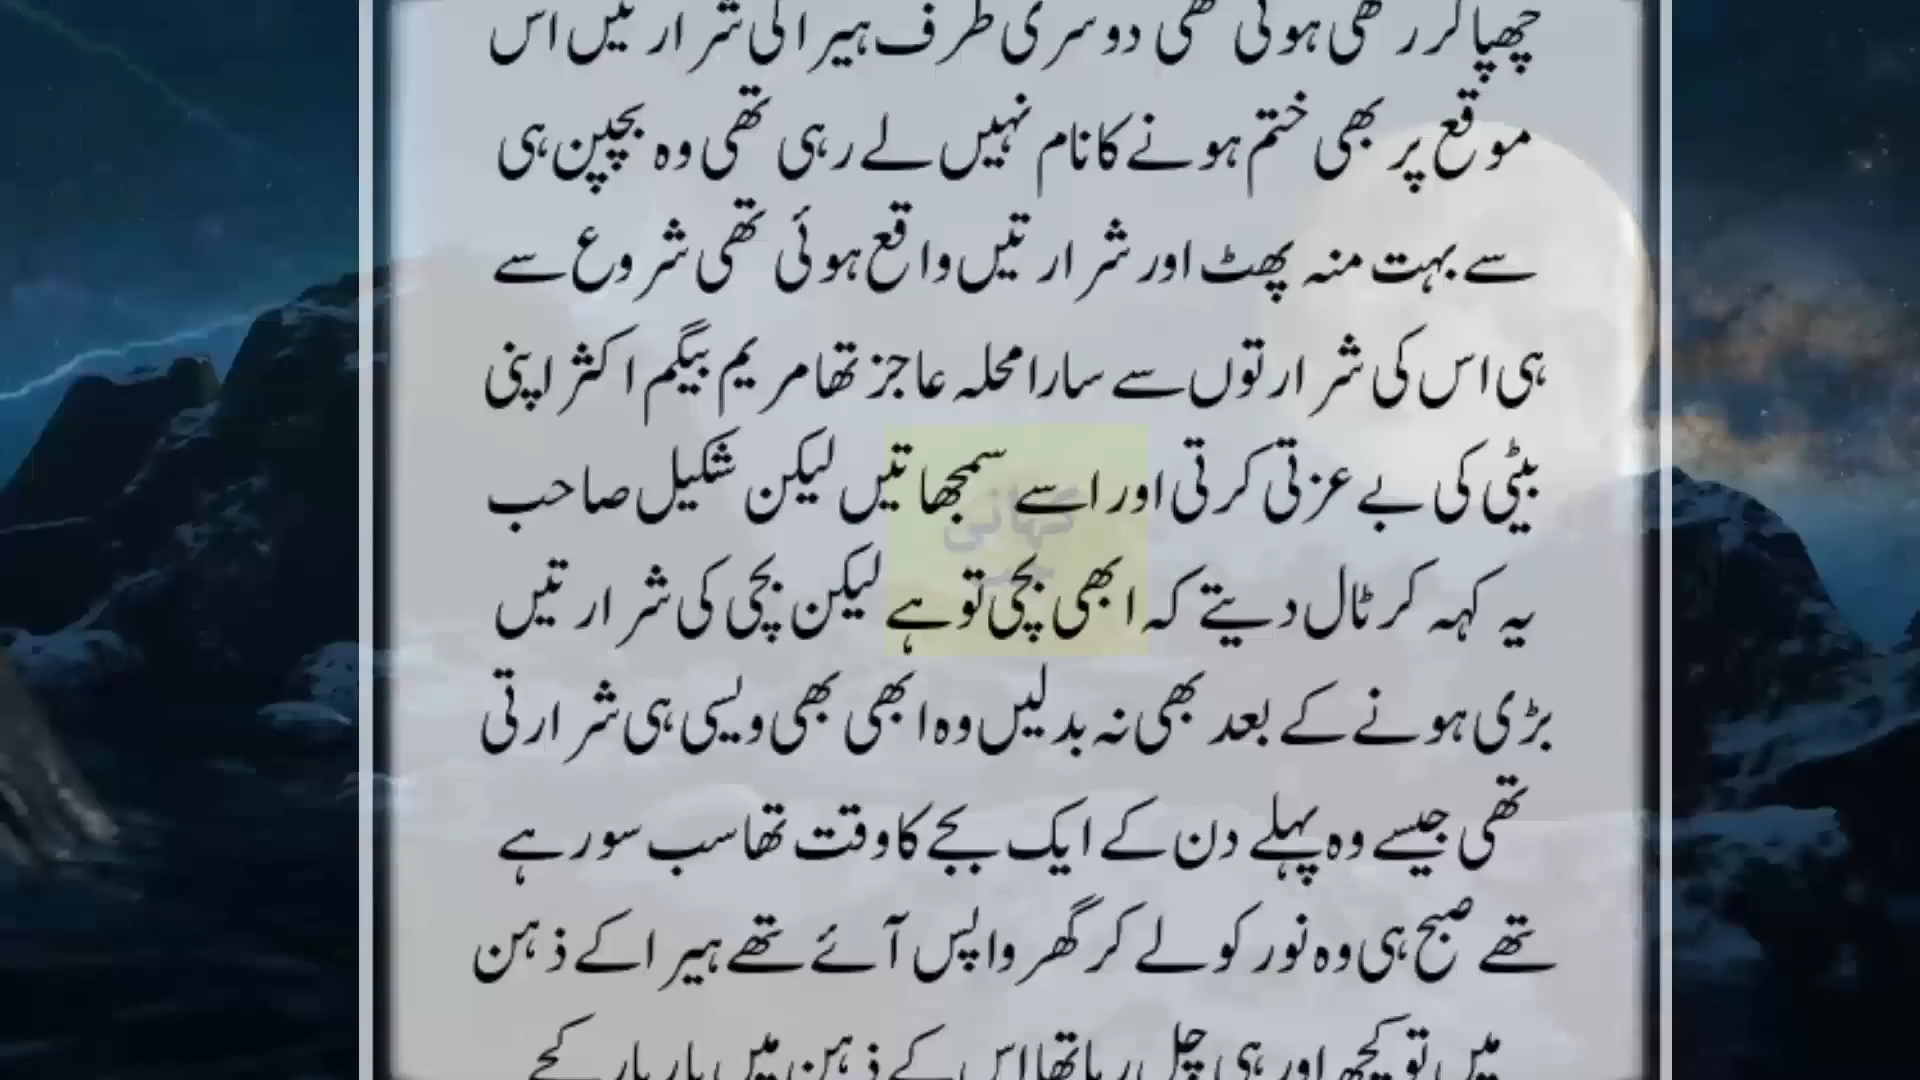 چھپا کر رکھی ہوئی تھی دوسری طرف ہیرا کی شرارتیں اس
موقع پر بھی ختم ہونے کا نام نہیں لے رہی تھی وہ بچپن ہی
سے بہت منہ پھٹ اور شرارتیں واقع ہوئی تھی شروع سے
ہی اس کی شرارتوں سے سارا محلہ عاجز تھا مریم بیگم اکثر اپنی
بیٹی کی بے عزتی کرتی اور اسے سمجھاتیں لیکن شکیل صاحب
یہ کہہ کر ٹال دیتے کہ ابھی بچی تو ہے لیکن بچی کی شرارتیں
بڑی ہونے کے بعد بھی نہ بدلیں وہ ابھی بھی ویسی ہی شرارتی
تھی جیسے وہ پہلے دن کے ایک بجے کا وقت تھا سب سو رہے
تھے صبح ہی وہ نور کو لے کر گھر واپس آئے تھے ہیرا کے ذہن
میں تو کچھ اور ہی چل رہا تھا اس کے ذہن میں بار بار
کہانی